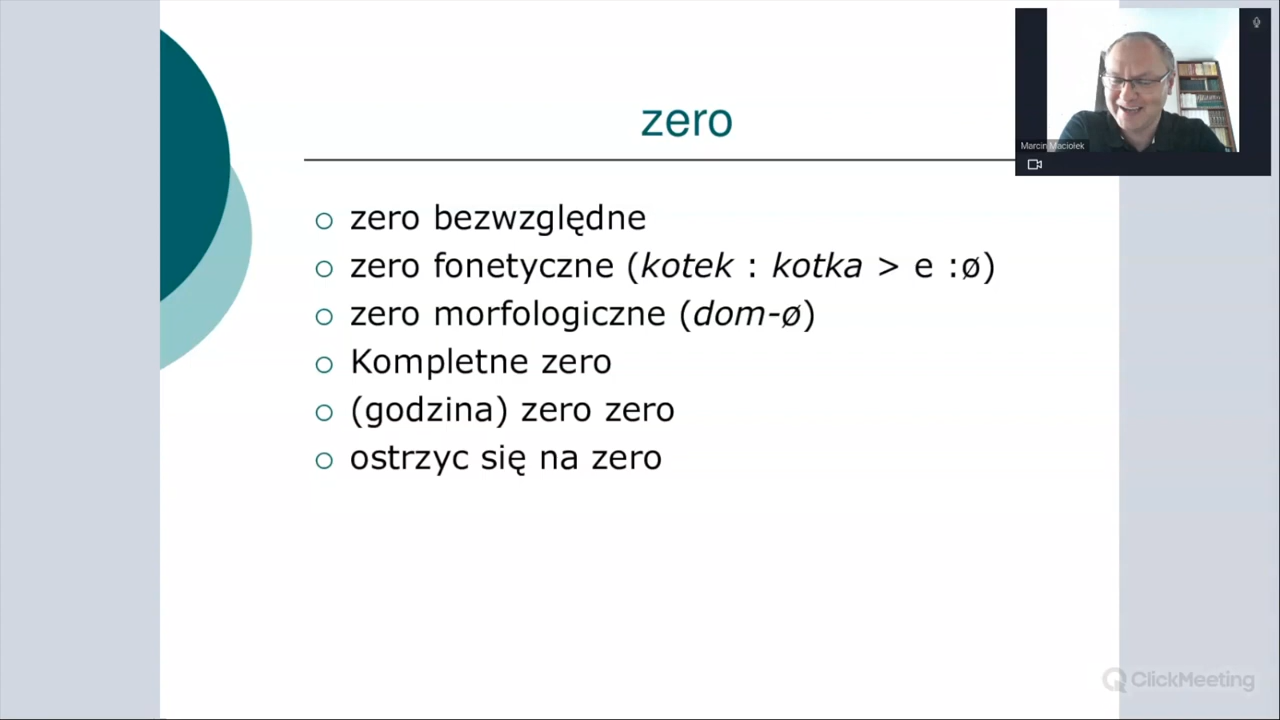 zero
Marcin Maciołek
zero bezwzględne
zero fonetyczne (kotek : kotka > e :ø)
zero morfologiczne (dom-ø)
Kompletne zero
(godzina) zero zero
ostrzyc się na zero
ClickMeeting